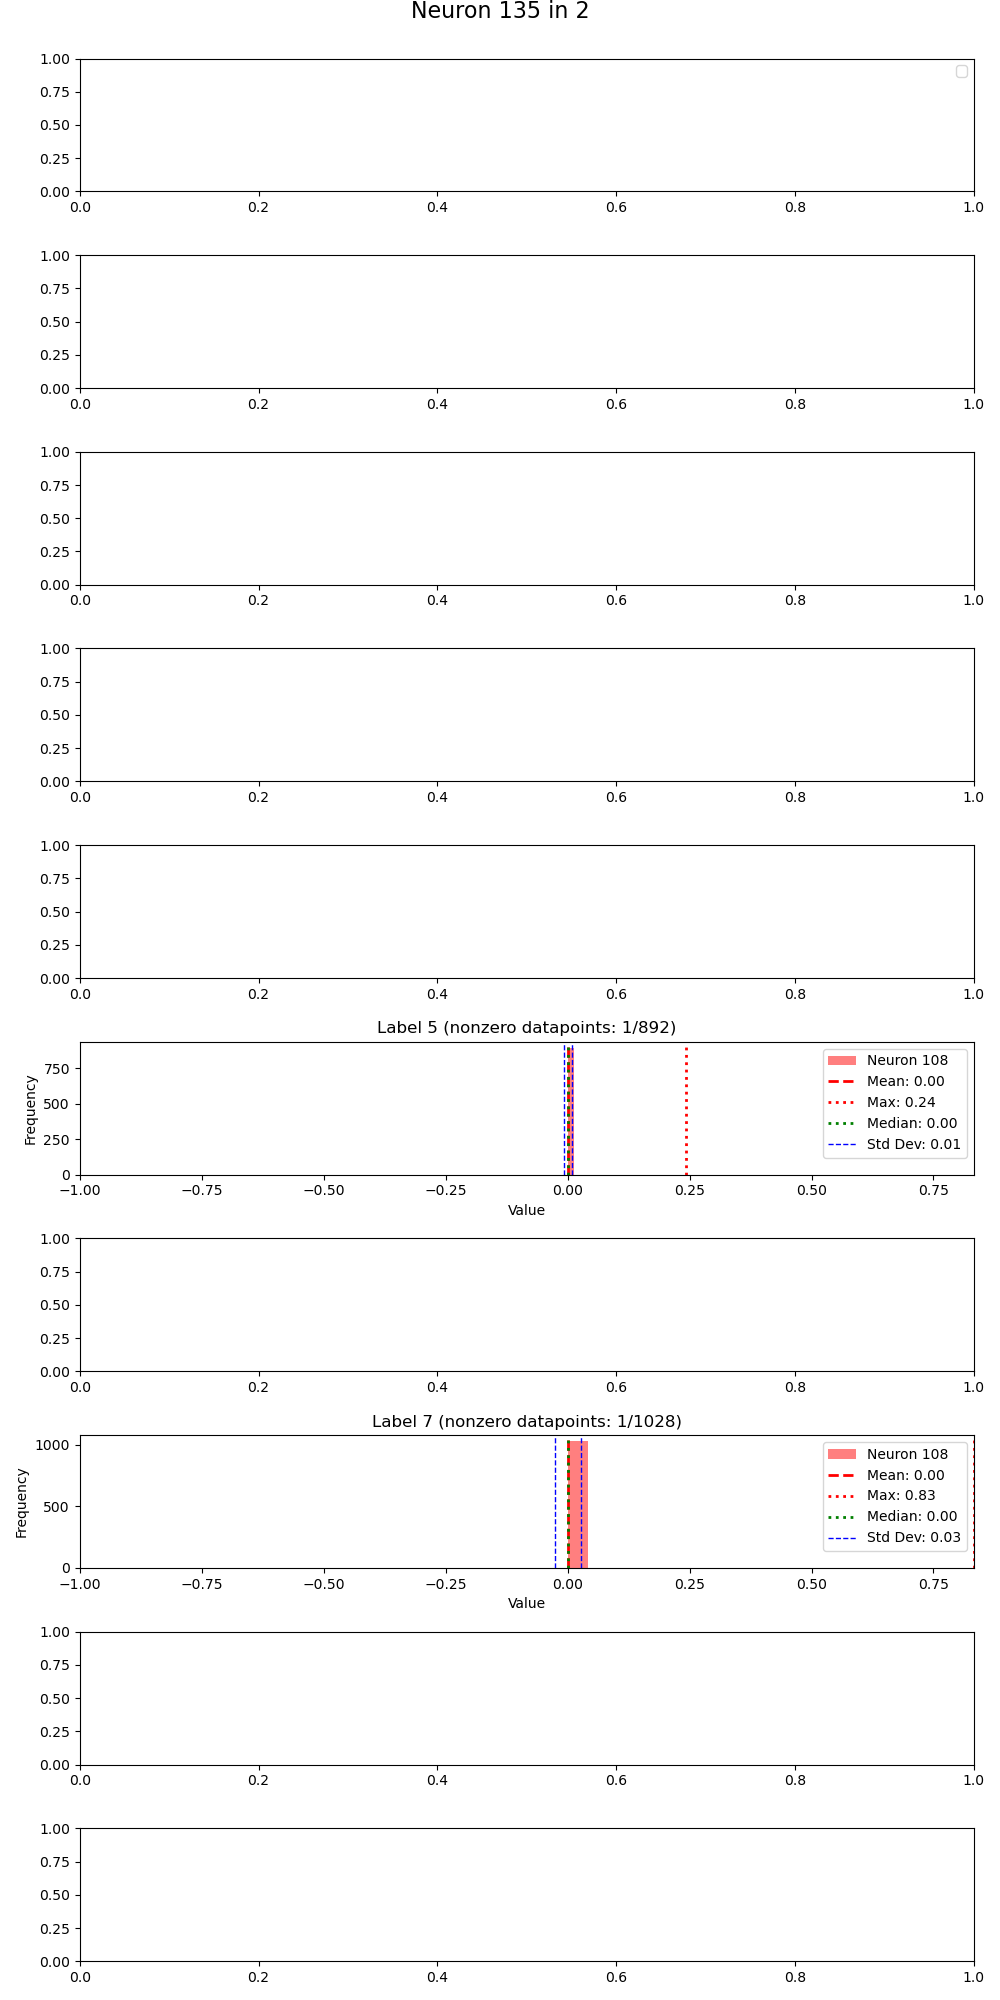 Neuron 135 in 2
1.00
0.75
0.50
0.25
0.00
0.0 0.2 0.4 0.6 0.8 1.0
1.00
0.75
0.50
0.25
0.00
0.0 0.2 0.4 0.6 0.8 1.0
1.00
0.75
0.50
0.25
0.00
0.0 0.2 0.4 0.6 0.8 1.0
1.00
0.75
0.50
0.25
0.00
0.0 0.2 0.4 0.6 0.8 1.0
1.00
0.75
0.50
0.25
0.00
0.0 0.2 0.4 0.6 0.8 1.0
Label 5 (nonzero datapoints: 1/892)
Frequency
750
500
250
0
Neuron 108
Mean: 0.00
Max: 0.24
Median: 0.00
Std Dev: 0.01
−1.00 −0.75 −0.50 −0.25 0.00 0.25 0.50 0.75
Value
1.00
0.75
0.50
0.25
0.00
0.0 0.2 0.4 0.6 0.8 1.0
Label 7 (nonzero datapoints: 1/1028)
Frequency
1000
500
0
Neuron 108
Mean: 0.00
Max: 0.83
Median: 0.00
Std Dev: 0.03
−1.00 −0.75 −0.50 −0.25 0.00 0.25 0.50 0.75
Value
1.00
0.75
0.50
0.25
0.00
0.0 0.2 0.4 0.6 0.8 1.0
1.00
0.75
0.50
0.25
0.00
0.0 0.2 0.4 0.6 0.8 1.0